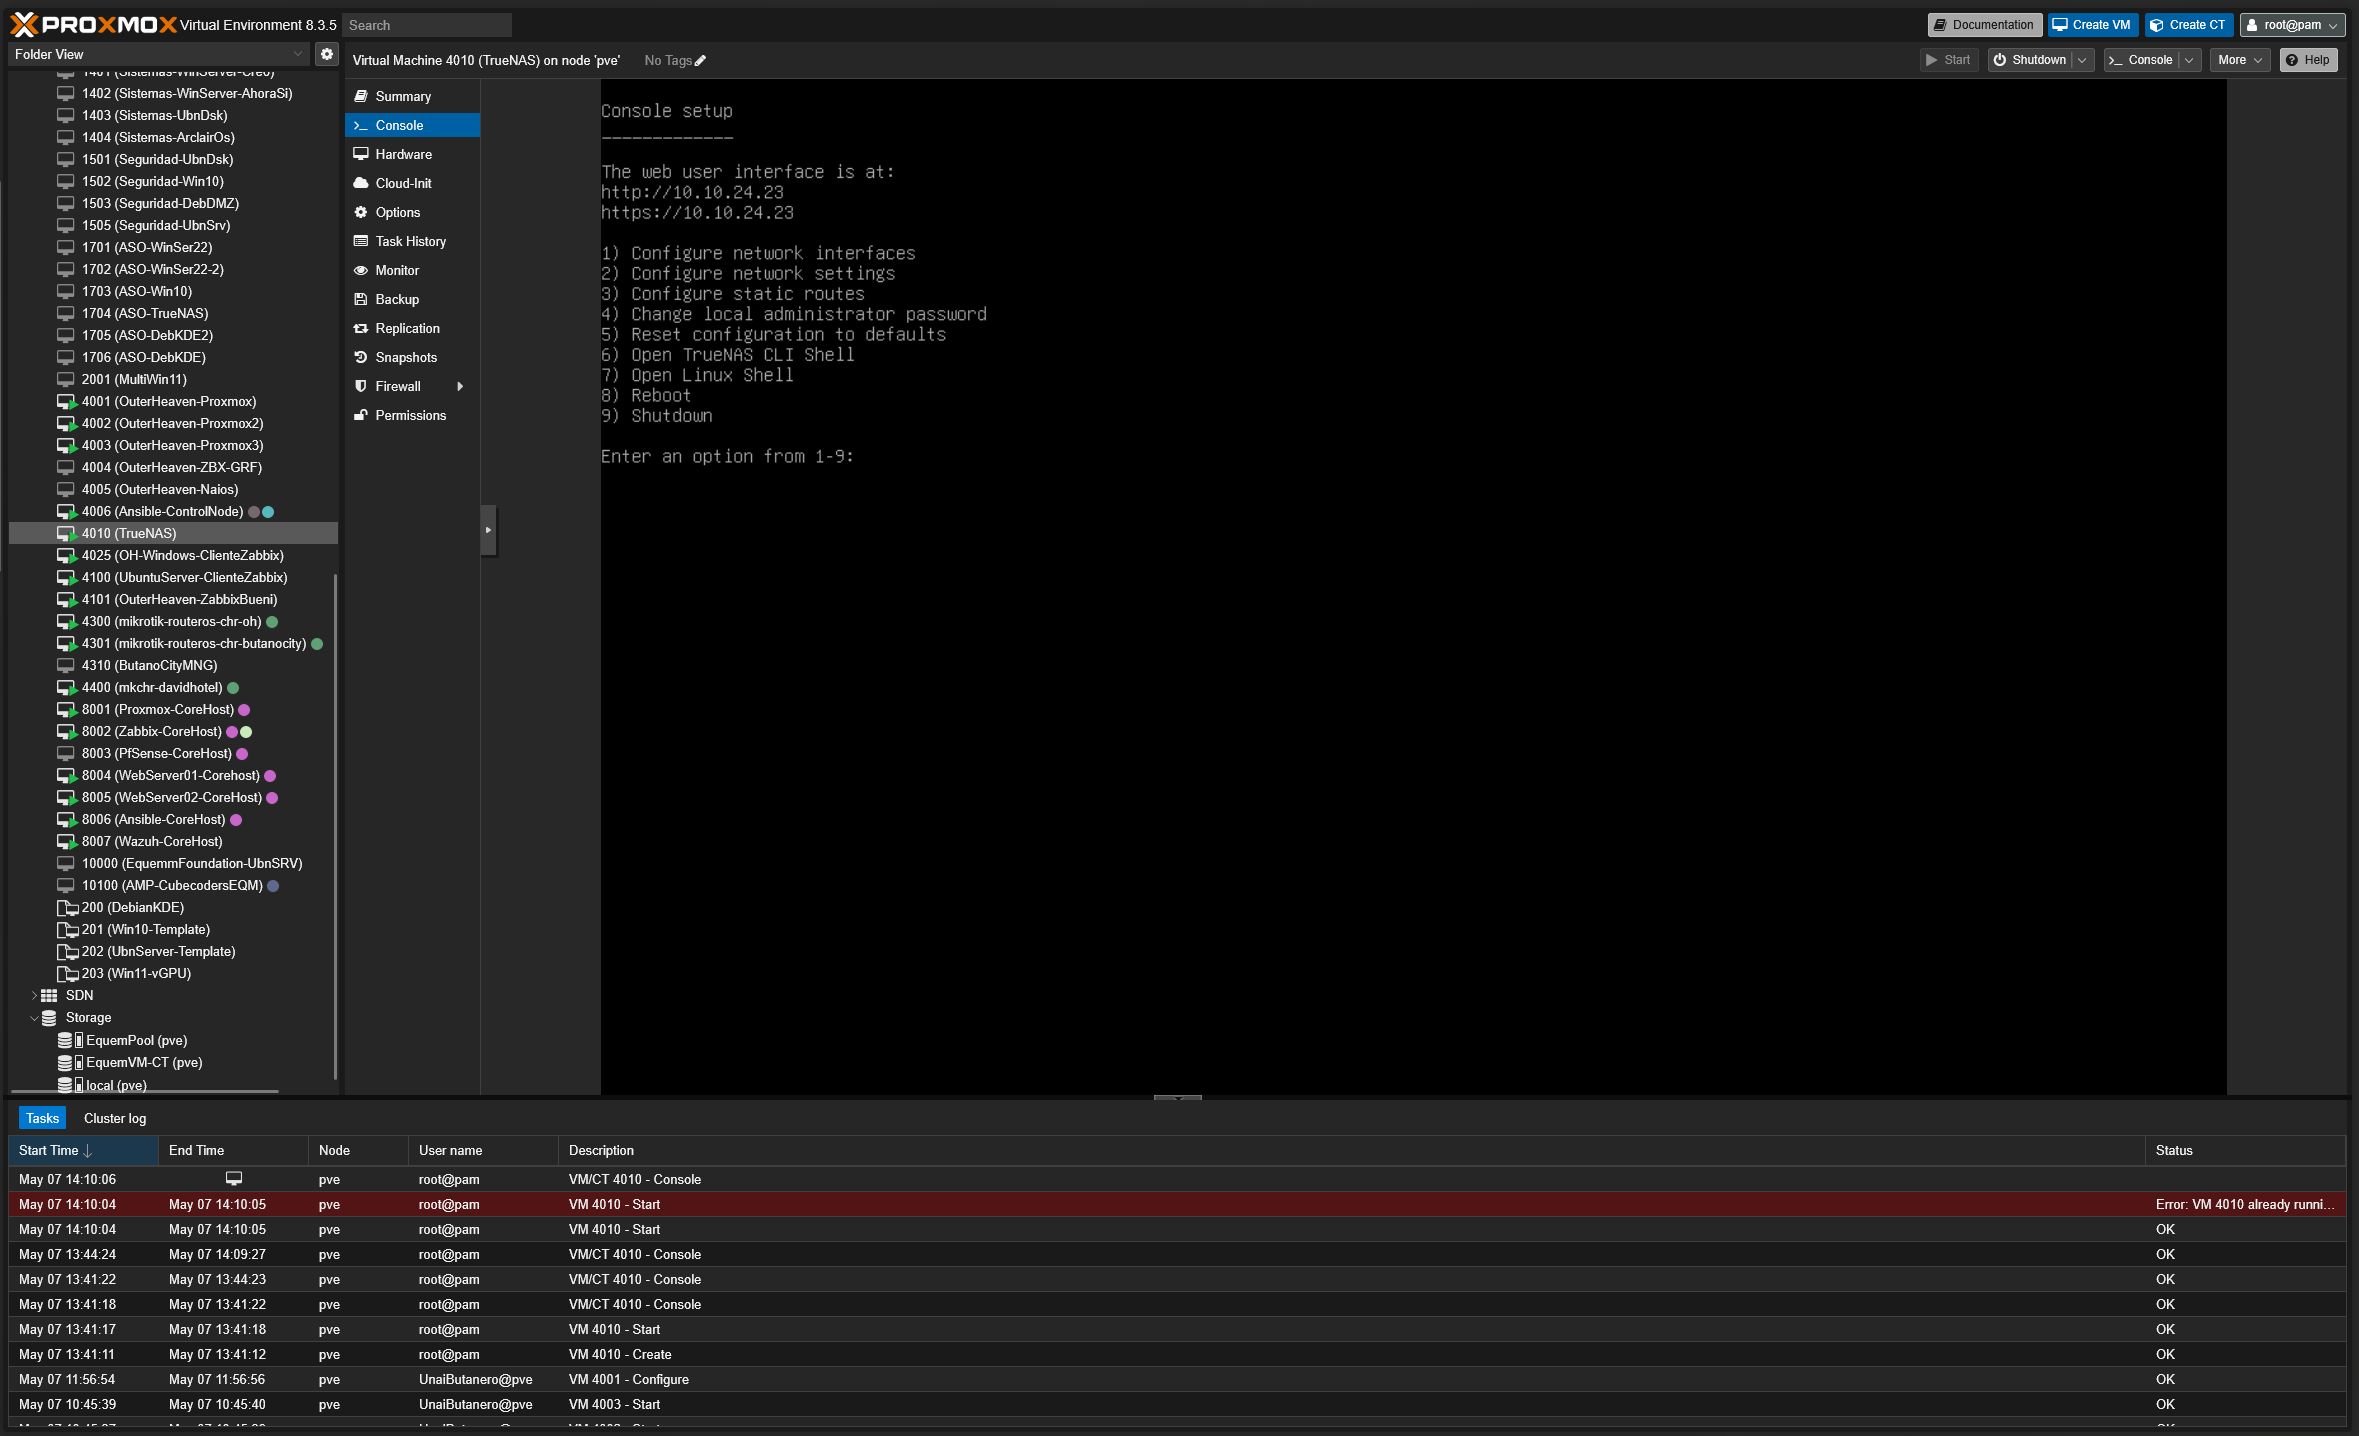 PROXMOX Virtual Environment 8.3.5 Search Documentation Create VM Create CT root@pam
Folder View
Virtual Machine 4010 (TrueNAS) on node 'pve' No Tags Start Shutdown Console More Help
1401 (Sistemas-WinServer-Creo)
1402 (Sistemas-WinServer-AhoraSi)
1403 (Sistemas-UbnDsk)
1404 (Sistemas-ArclairOs)
1501 (Seguridad-UbnDsk)
1502 (Seguridad-Win10)
1503 (Seguridad-DebDMZ)
1505 (Seguridad-UbnSrv)
1701 (ASO-WinSer22)
1702 (ASO-WinSer22-2)
1703 (ASO-Win10)
1704 (ASO-TrueNAS)
1705 (ASO-DebKDE2)
1706 (ASO-DebKDE)
2001 (MultiWin11)
4001 (OuterHeaven-Proxmox)
4002 (OuterHeaven-Proxmox2)
4003 (OuterHeaven-Proxmox3)
4004 (OuterHeaven-ZBX-GRF)
4005 (OuterHeaven-Naios)
4006 (Ansible-ControlNode)
4010 (TrueNAS)
4025 (OH-Windows-ClienteZabbix)
4100 (UbuntuServer-ClienteZabbix)
4101 (OuterHeaven-ZabbixBueni)
4300 (mikrotik-routeros-chr-oh)
4301 (mikrotik-routeros-chr-butanocity)
4310 (ButanoCityMNG)
4400 (mkchr-davidhotel)
8001 (Proxmox-CoreHost)
8002 (Zabbix-CoreHost)
8003 (PfSense-CoreHost)
8004 (WebServer01-Corehost)
8005 (WebServer02-CoreHost)
8006 (Ansible-CoreHost)
8007 (Wazuh-CoreHost)
10000 (EquemmFoundation-UbnSRV)
10100 (AMP-CubecodersEQM)
200 (DebianKDE)
201 (Win10-Template)
202 (UbnServer-Template)
203 (Win11-vGPU)
SDN
Storage
EquemPool (pve)
EquemVM-CT (pve)
local (pve)
Summary
Console
Hardware
Cloud-Init
Options
Task History
Monitor
Backup
Replication
Snapshots
Firewall
Permissions
Console setup
-------------
The web user interface is at:
http://10.10.24.23
https://10.10.24.23
1) Configure network interfaces
2) Configure network settings
3) Configure static routes
4) Change local administrator password
5) Reset configuration to defaults
6) Open TrueNAS CLI Shell
7) Open Linux Shell
8) Reboot
9) Shutdown
Enter an option from 1-9:
Tasks Cluster log
Start Time End Time Node User name Description Status
May 07 14:10:06 pve root@pam VM/CT 4010 - Console
May 07 14:10:04 May 07 14:10:05 pve root@pam VM 4010 - Start Error: VM 4010 already runni...
May 07 14:10:04 May 07 14:10:05 pve root@pam VM 4010 - Start OK
May 07 13:44:24 May 07 14:09:27 pve root@pam VM/CT 4010 - Console OK
May 07 13:41:22 May 07 13:44:23 pve root@pam VM/CT 4010 - Console OK
May 07 13:41:18 May 07 13:41:22 pve root@pam VM/CT 4010 - Console OK
May 07 13:41:17 May 07 13:41:18 pve root@pam VM 4010 - Start OK
May 07 13:41:11 May 07 13:41:12 pve root@pam VM 4010 - Create OK
May 07 11:56:54 May 07 11:56:56 pve UnaiButanero@pve VM 4001 - Configure OK
May 07 10:45:39 May 07 10:45:40 pve UnaiButanero@pve VM 4003 - Start OK